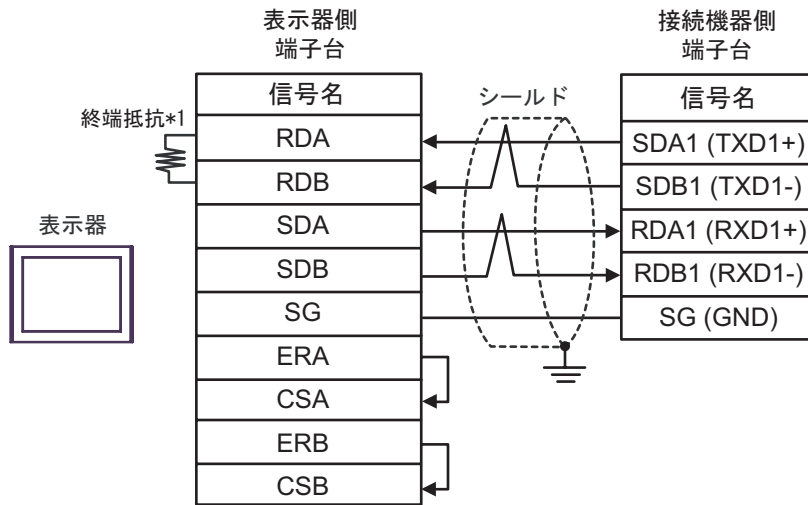 表示器側
端子台
接続機器側
端子台
信号名
シールド
信号名
終端抵抗*1
RDA
SDA1 (TXD1+)
RDB
SDB1 (TXD1-)
表示器
SDA
RDA1 (RXD1+)
SDB
RDB1 (RXD1-)
SG
SG (GND)
ERA
CSA
ERB
CSB